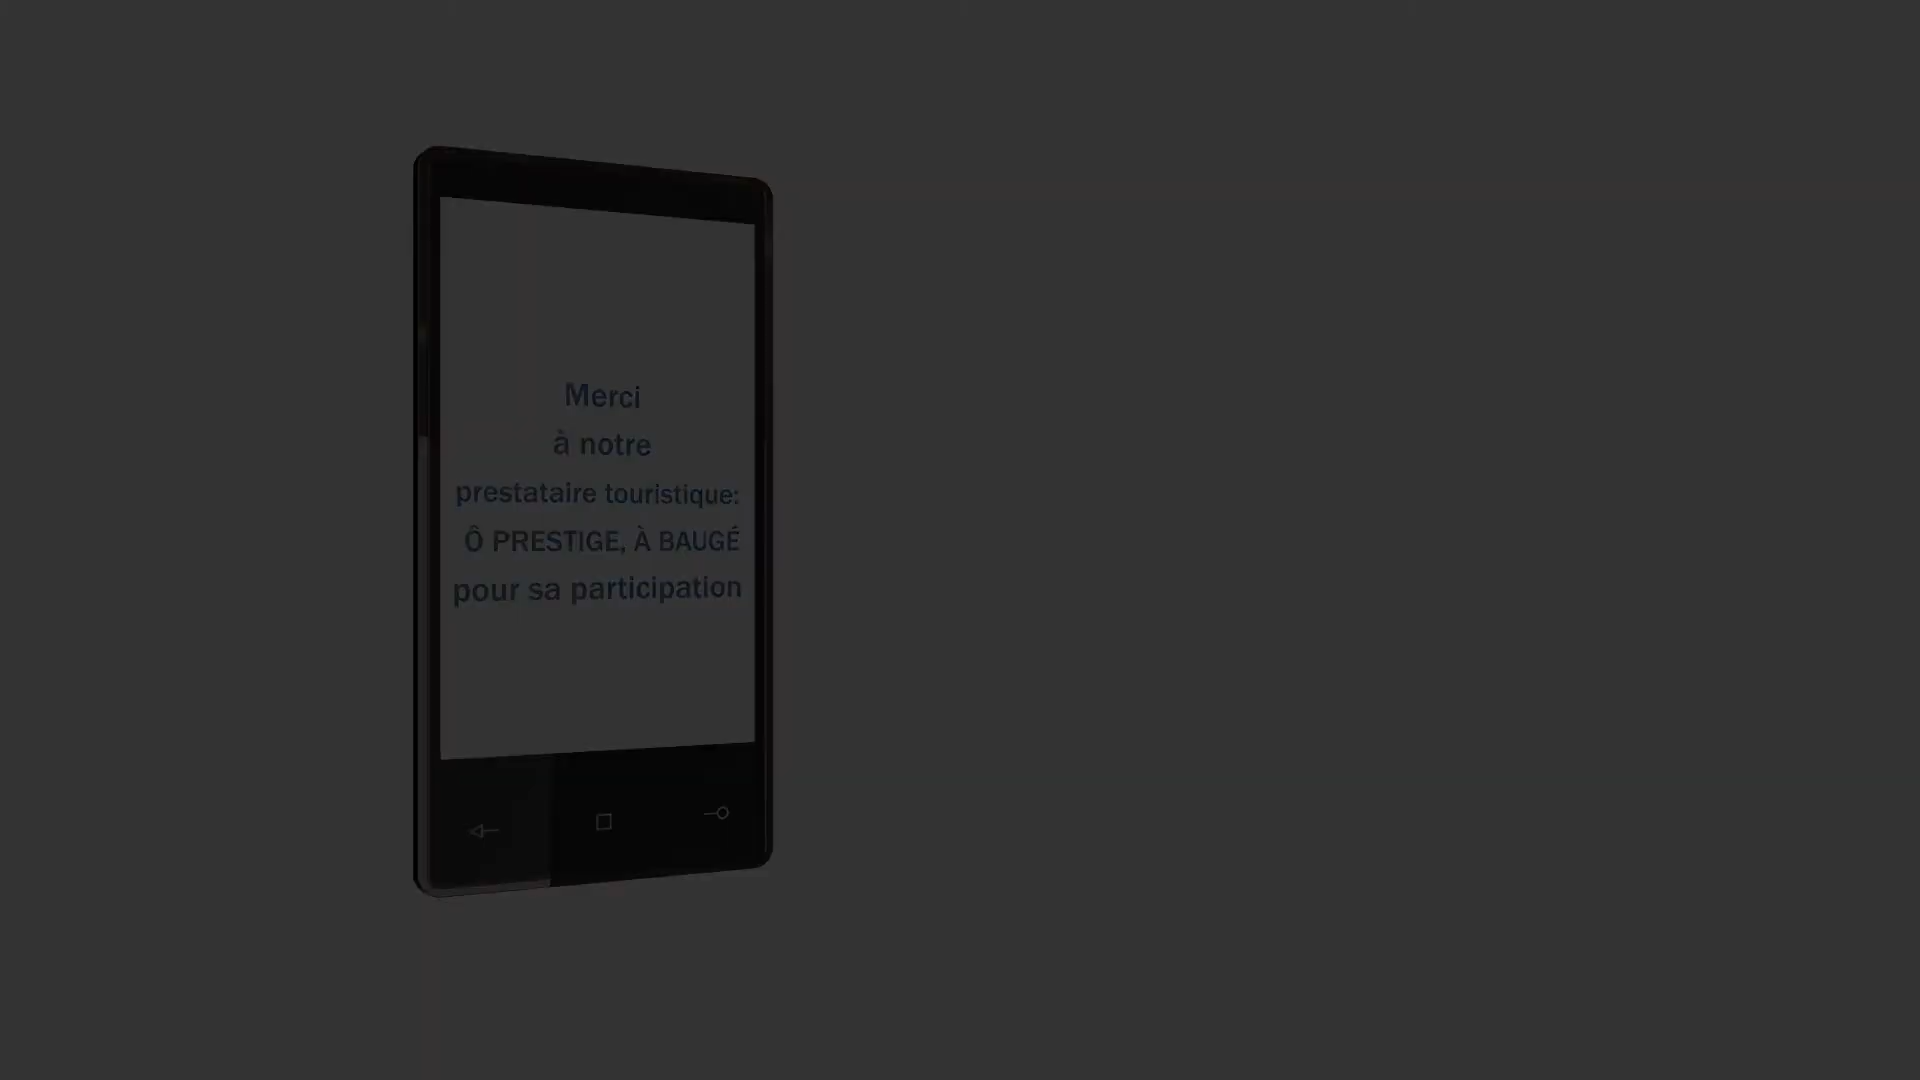 Merci
à notre
prestataire touristique:
Ô PRESTIGE, À BAUGÉ
pour sa participation